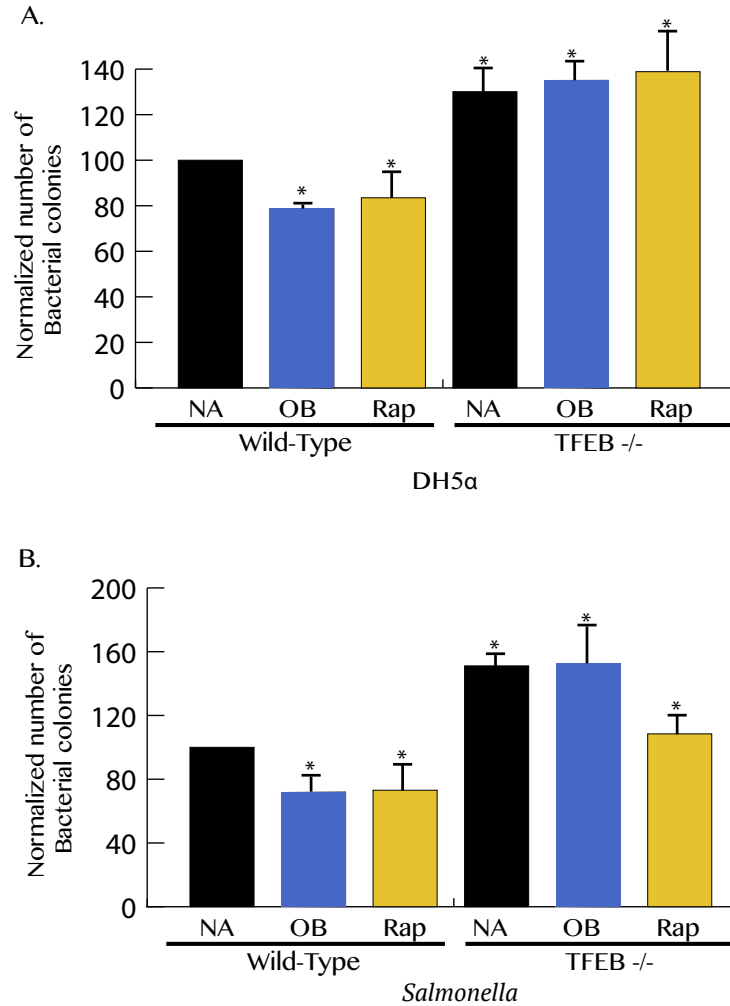 A.
Normalized number of
Bacterial colonies
140
120
100
80
60
40
20
0
* * * * *
NA OB Rap NA OB Rap
Wild-Type TFEB -/-
DH5α
B.
Normalized number of
Bacterial colonies
200
160
120
80
40
0
* * * * *
NA OB Rap NA OB Rap
Wild-Type TFEB -/-
Salmonella